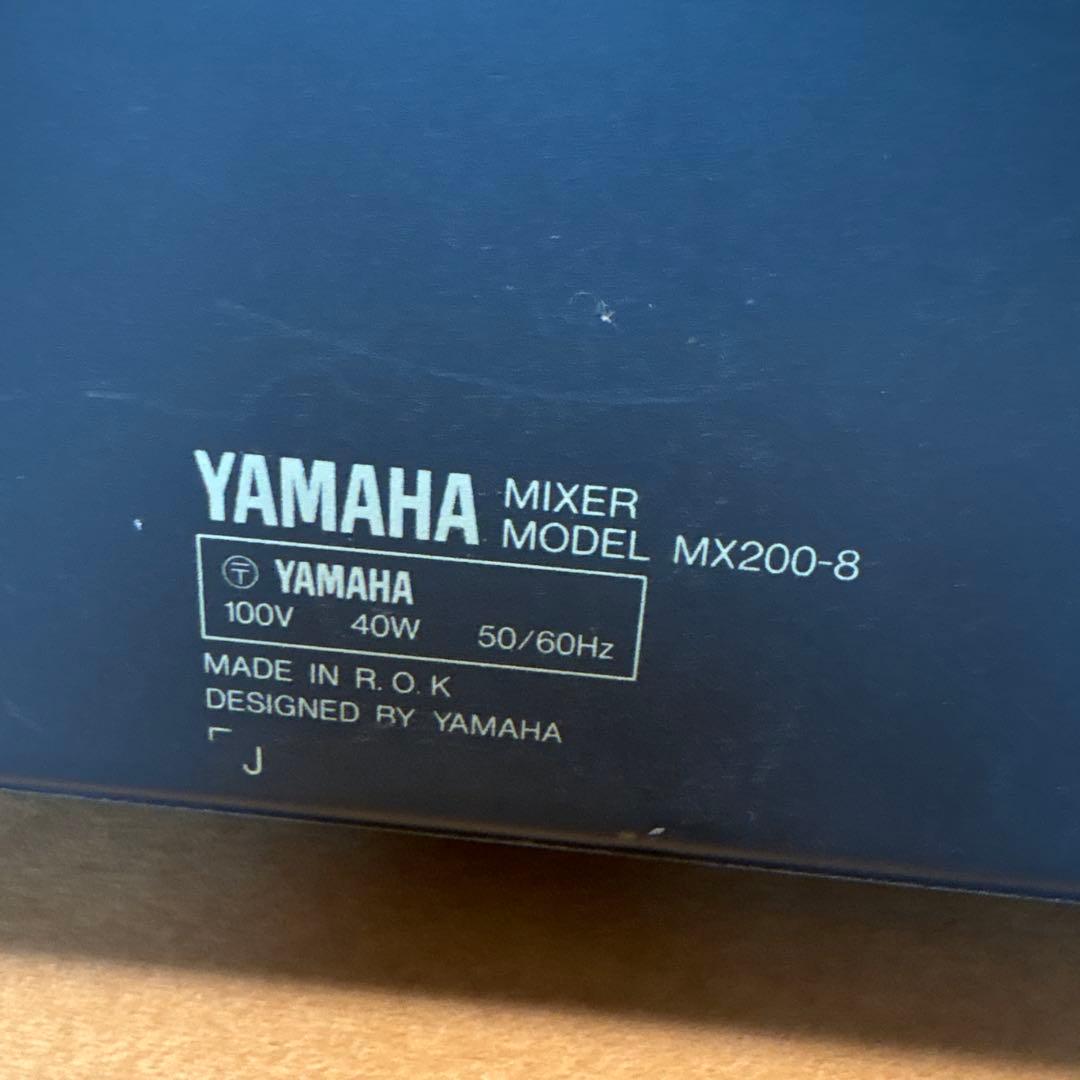 YAMAHA MIXER
MODEL MX200-8
〒 YAMAHA
100V 40W 50/60Hz
MADE IN R.O.K
DESIGNED BY YAMAHA
J